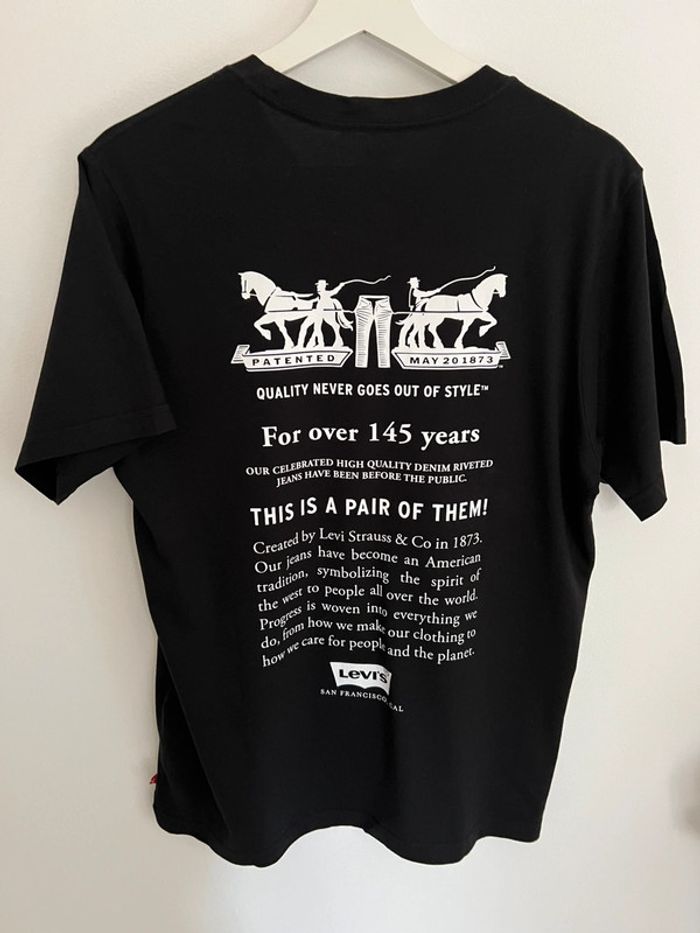 PATENTED MAY 20 1873
QUALITY NEVER GOES OUT OF STYLE™
For over 145 years
OUR CELEBRATED HIGH QUALITY DENIM RIVETED
JEANS HAVE BEEN BEFORE THE PUBLIC.
THIS IS A PAIR OF THEM!
Created by Levi Strauss & Co in 1873.
Our jeans have become an American
tradition, symbolizing the spirit of
the west to people all over the world.
Progress is woven into everything we
do, from how we make our clothing to
how we care for people and the planet.
Levi's
SAN FRANCISCO CAL